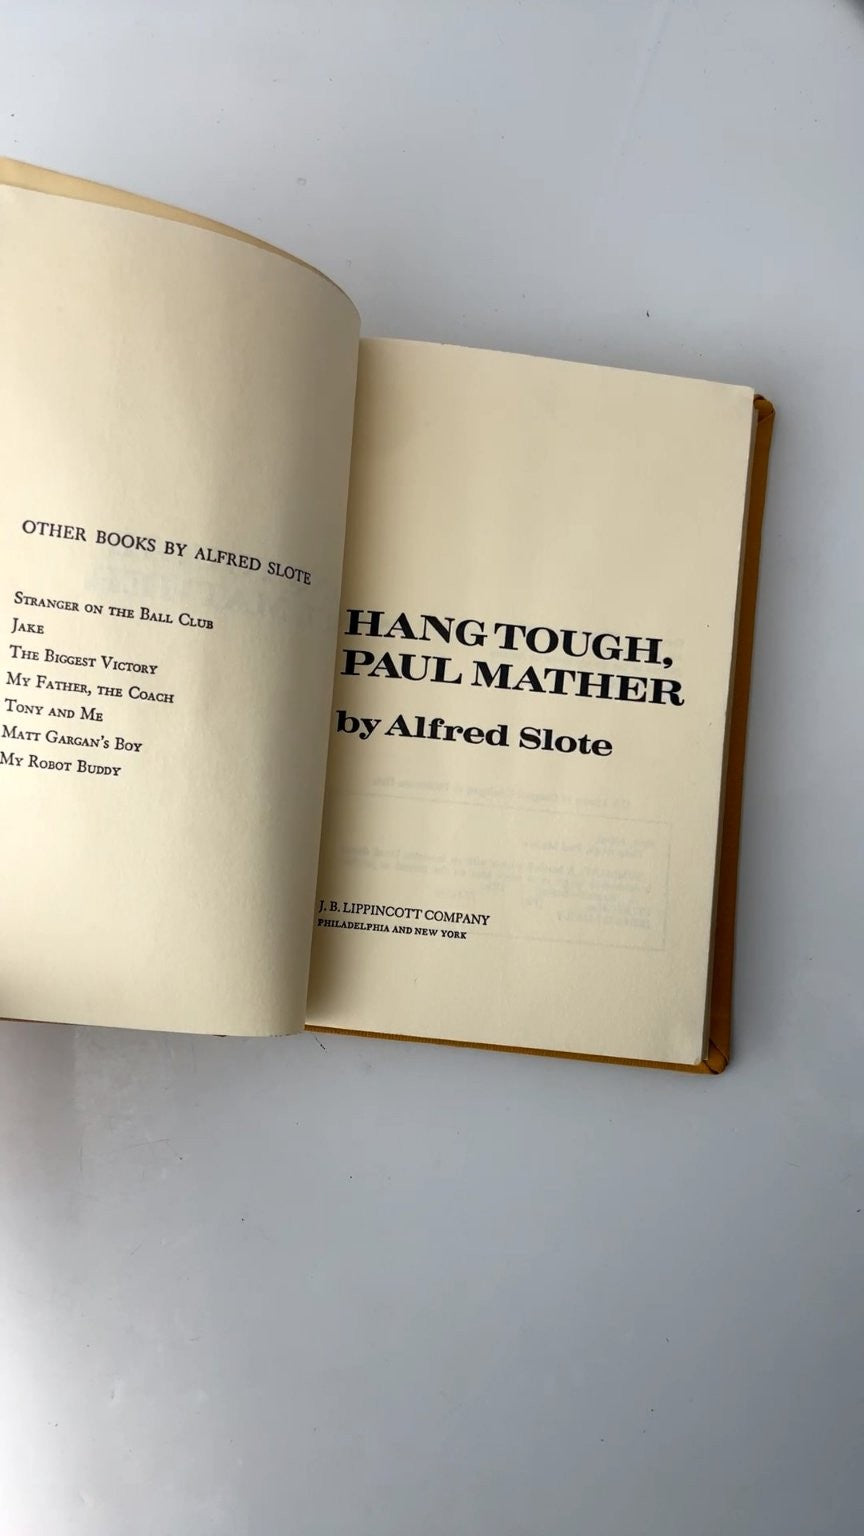 OTHER BOOKS BY ALFRED SLOTE
STRANGER ON THE BALL CLUB
JAKE
THE BIGGEST VICTORY
MY FATHER, THE COACH
TONY AND ME
MATT GARGAN'S BOY
MY ROBOT BUDDY
HANG TOUGH,
PAUL MATHER
by Alfred Slote
J. B. LIPPINCOTT COMPANY
PHILADELPHIA AND NEW YORK